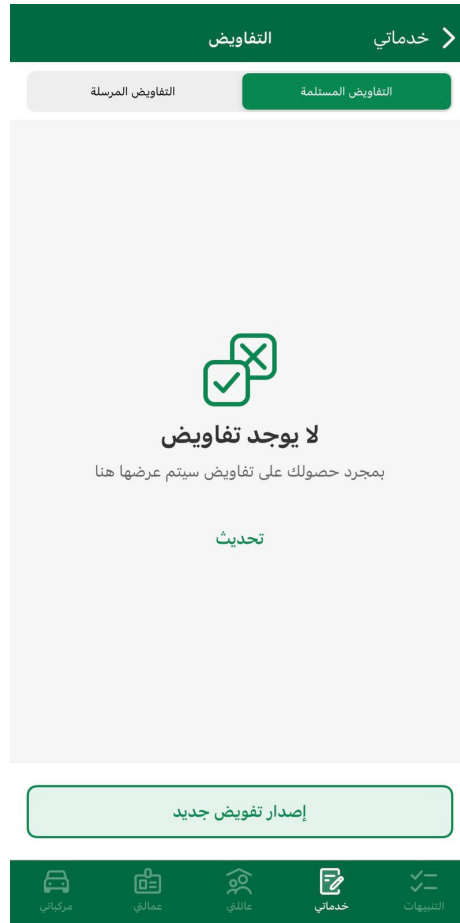 خدماتي
التفاويض
التفاويض المستلمة
التفاويض المرسلة
لا يوجد تفاويض
بمجرد حصولك على تفاويض سيتم عرضها هنا
تحديث
إصدار تفويض جديد
التنبيهات
خدماتي
عائلتي
عمالتي
مركباتي